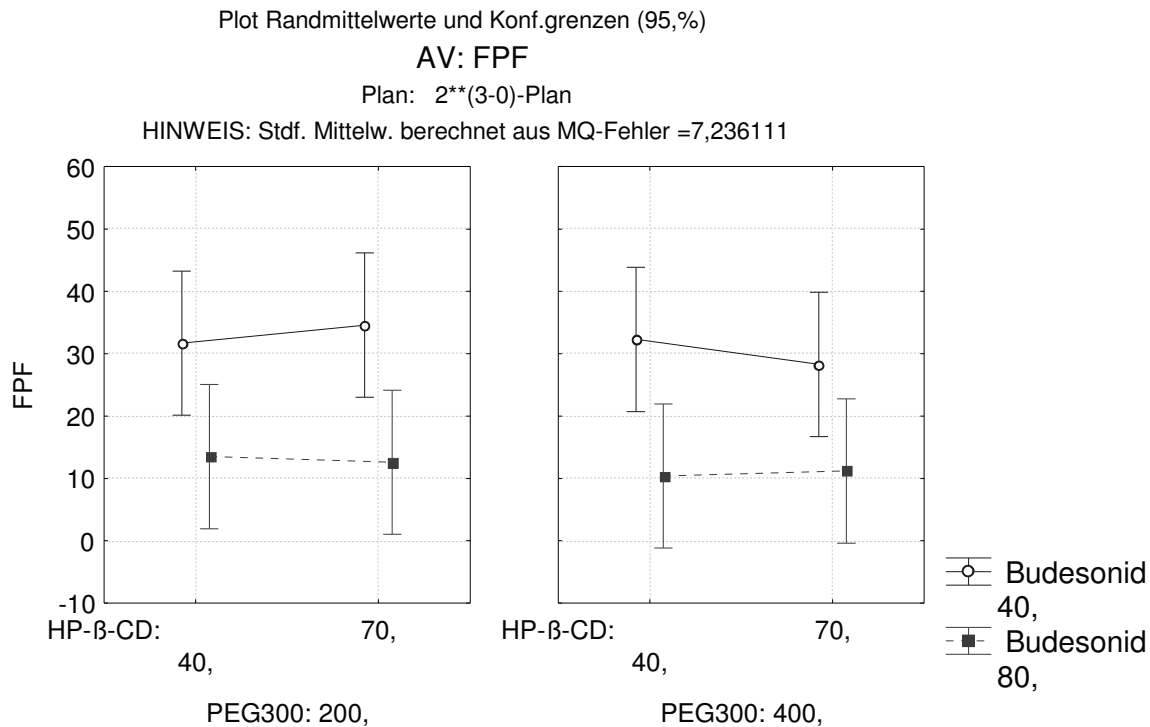 Plot Randmittelwerte und Konf.grenzen (95,%)
AV: FPF
Plan: 2**(3-0)-Plan
HINWEIS: Stdf. Mittelw. berechnet aus MQ-Fehler =7,236111
FPF
60
50
40
30
20
10
0
-10
HP-ß-CD:
40,
70,
PEG300: 200,
HP-ß-CD:
40,
70,
PEG300: 400,
Budesonid
40,
Budesonid
80,